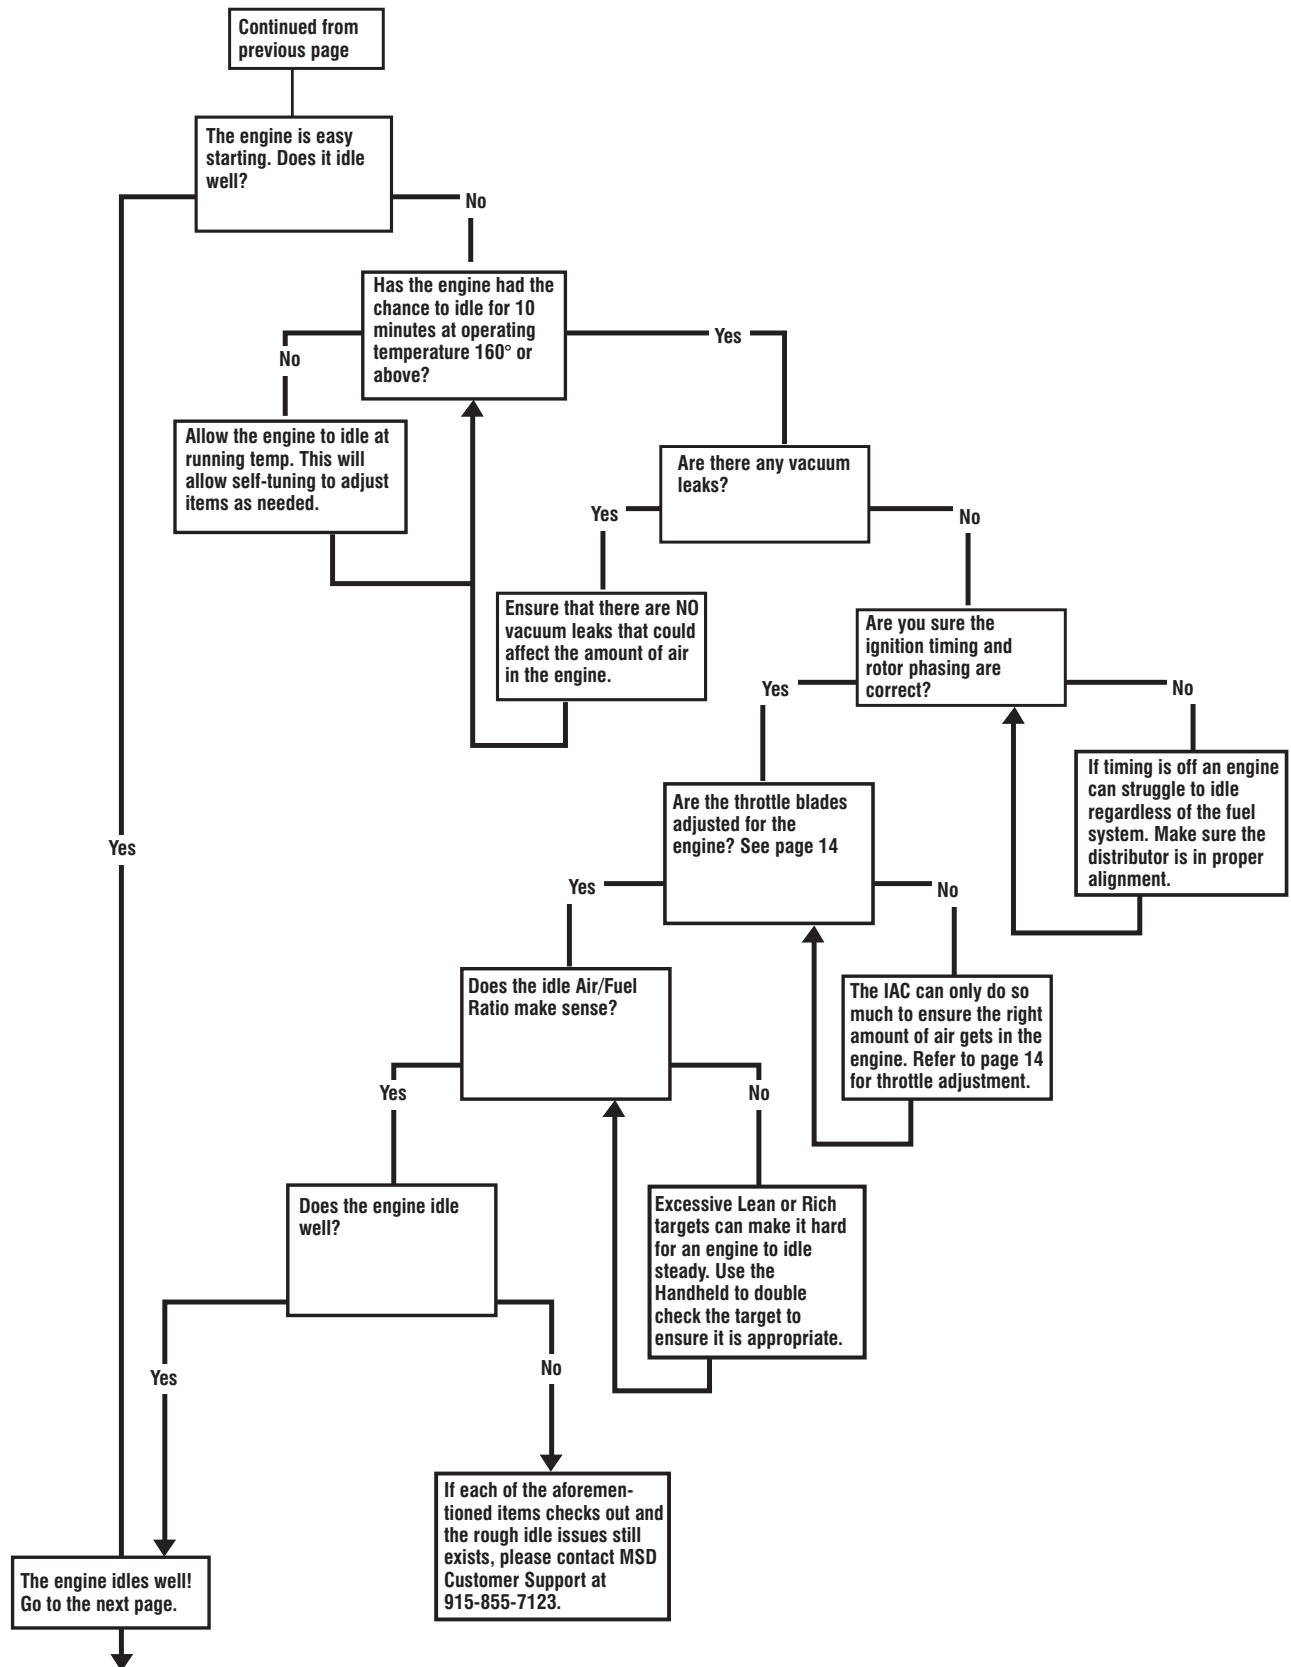 Continued from
previous page
The engine is easy
starting. Does it idle
well?
No
Has the engine had the
chance to idle for 10
minutes at operating
temperature 160° or
above?
No
Yes
Allow the engine to idle at
running temp. This will
allow self-tuning to adjust
items as needed.
Are there any vacuum
leaks?
Yes
No
Ensure that there are NO
vacuum leaks that could
affect the amount of air
in the engine.
Are you sure the
ignition timing and
rotor phasing are
correct?
Yes
No
If timing is off an engine
can struggle to idle
regardless of the fuel
system. Make sure the
distributor is in proper
alignment.
Are the throttle blades
adjusted for the
engine? See page 14
Yes
Yes
No
The IAC can only do so
much to ensure the right
amount of air gets in the
engine. Refer to page 14
for throttle adjustment.
Does the idle Air/Fuel
Ratio make sense?
Yes
No
Excessive Lean or Rich
targets can make it hard
for an engine to idle
steady. Use the
Handheld to double
check the target to
ensure it is appropriate.
Does the engine idle
well?
Yes
No
If each of the aforemen-
tioned items checks out and
the rough idle issues still
exists, please contact MSD
Customer Support at
915-855-7123.
The engine idles well!
Go to the next page.